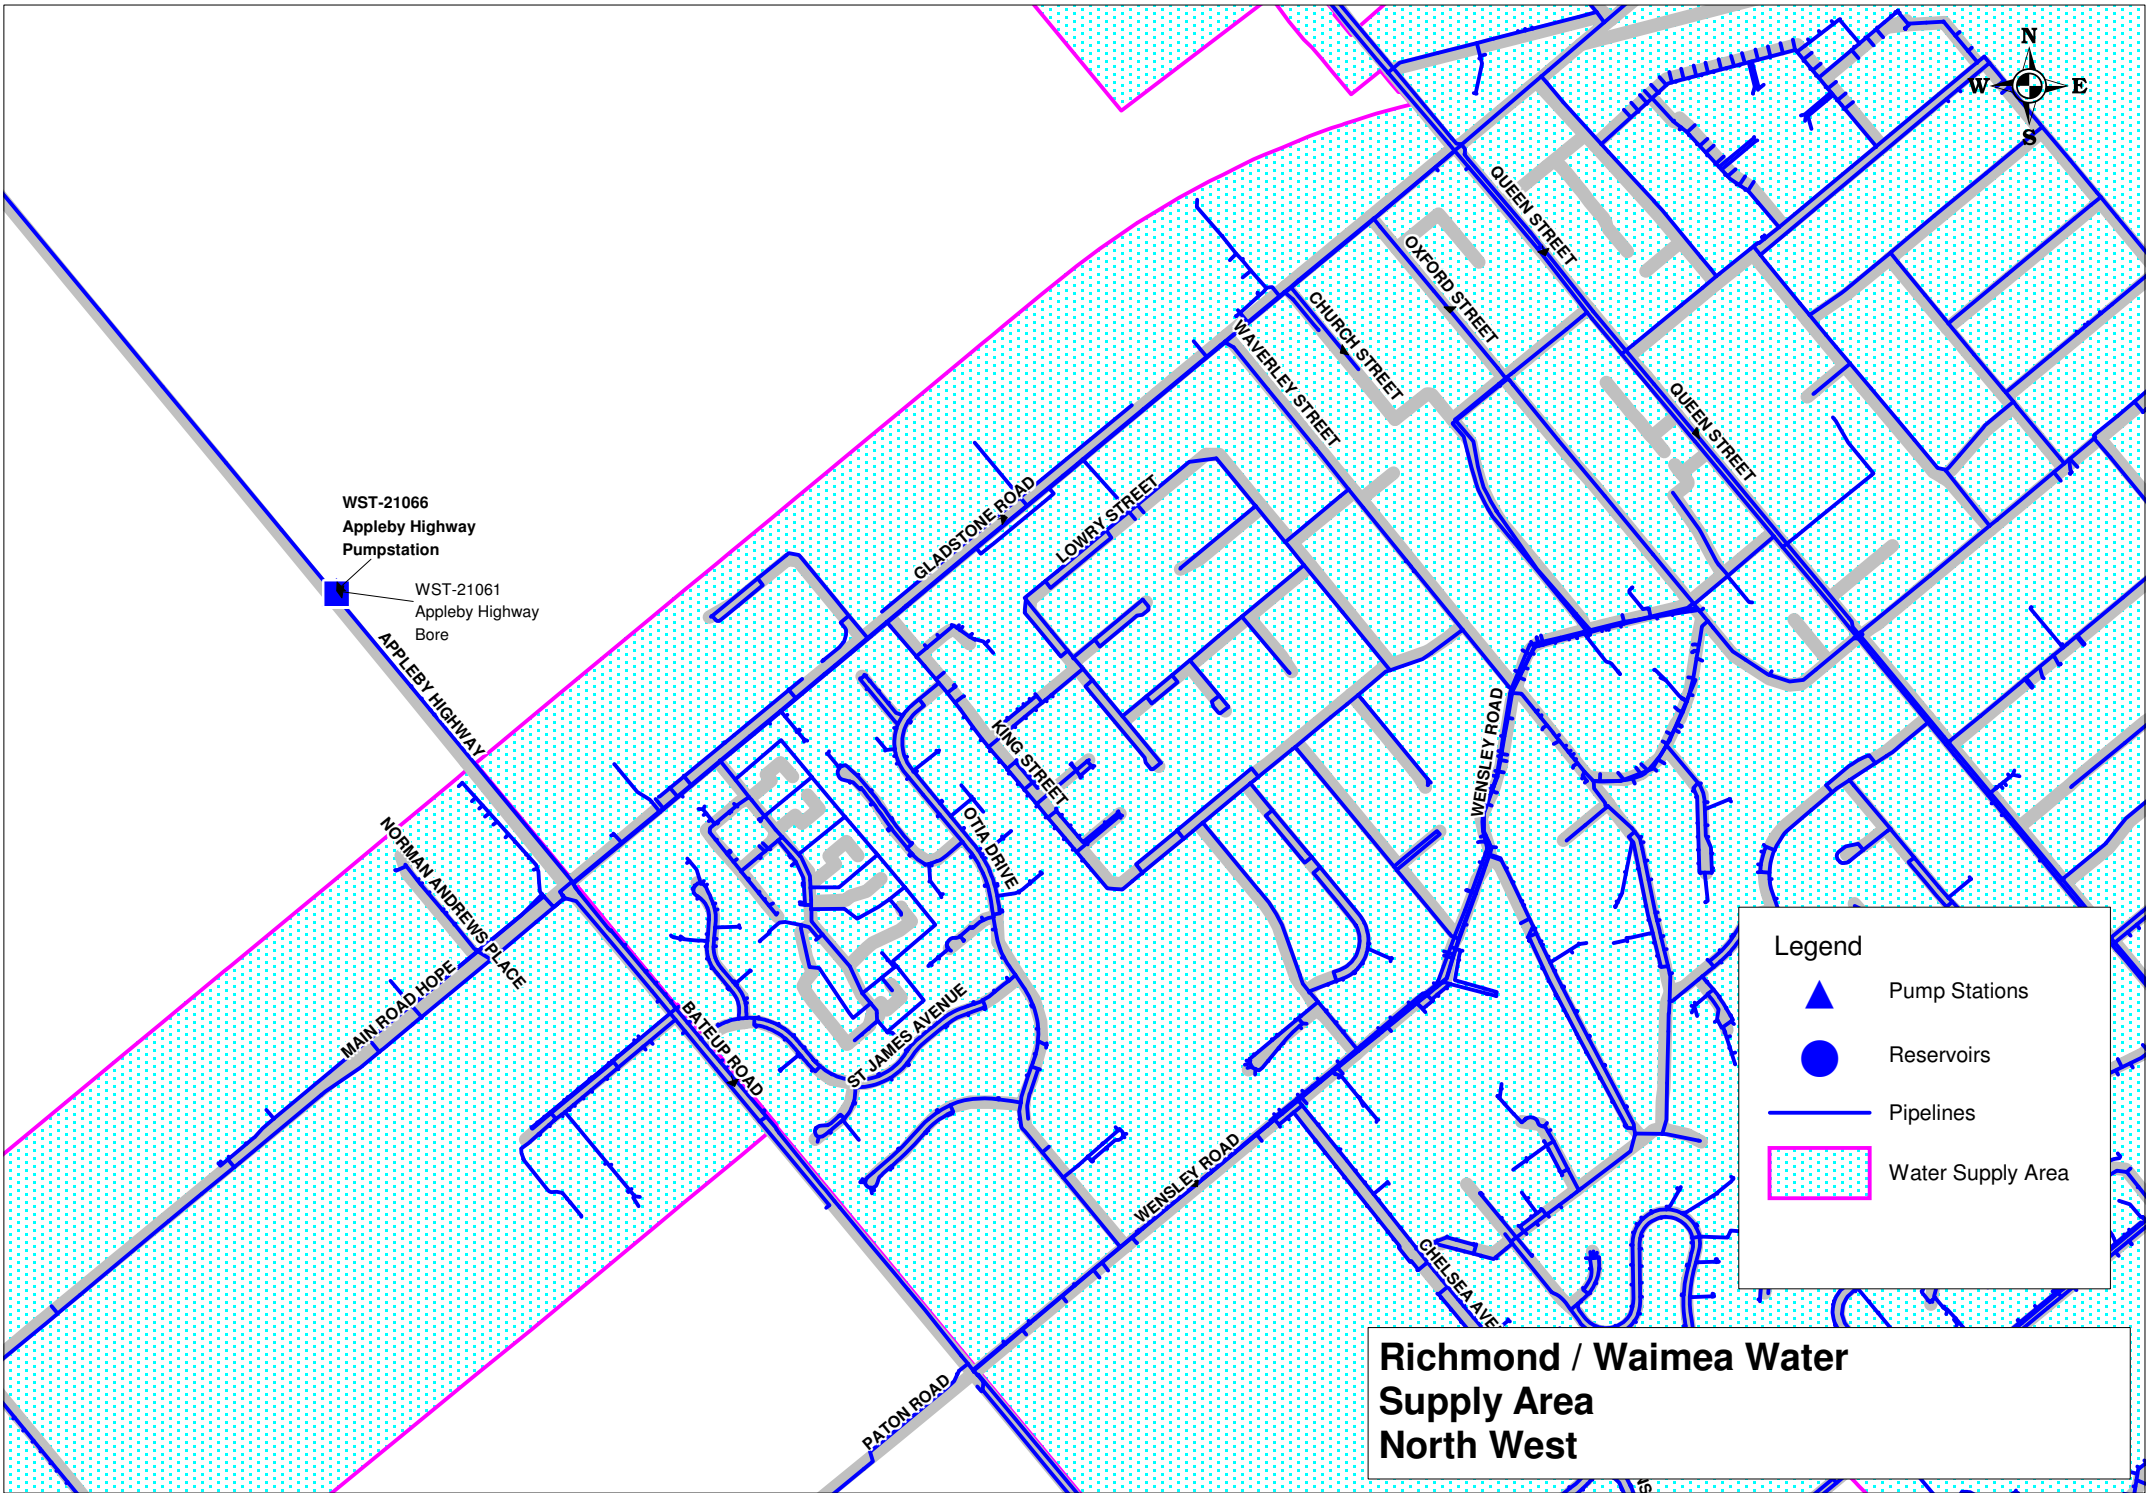 N
W
E
S
QUEEN STREET
OXFORD STREET
CHURCH STREET
WAVERLEY STREET
QUEEN STREET
GLADSTONE ROAD
LOWRY STREET
WST-21066
Appleby Highway
Pumpstation
WST-21061
Appleby Highway
Bore
APPLEBY HIGHWAY
KING STREET
WENSLEY ROAD
OTIA DRIVE
NORMAN ANDREWS PLACE
MAIN ROAD HOPE
BATEUP ROAD
ST JAMES AVENUE
WENSLEY ROAD
CHELSEA AVE
PATON ROAD
Legend
Pump Stations
Reservoirs
Pipelines
Water Supply Area
Richmond / Waimea Water
Supply Area
North West